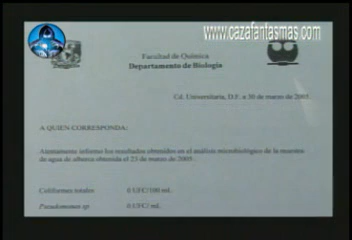 www.cazafantasmas.com
Facultad de Química
Departamento de Biología
Cd. Universitaria, D.F. a 30 de marzo de 2005.
A QUIEN CORRESPONDA:
Atentamente informo los resultados obtenidos en el análisis microbiológico de la muestra
de agua de alberca obtenida el 23 de marzo de 2005.
Coliformes totales 0 UFC/100 mL.
Pseudomonas sp 0 UFC/ mL.